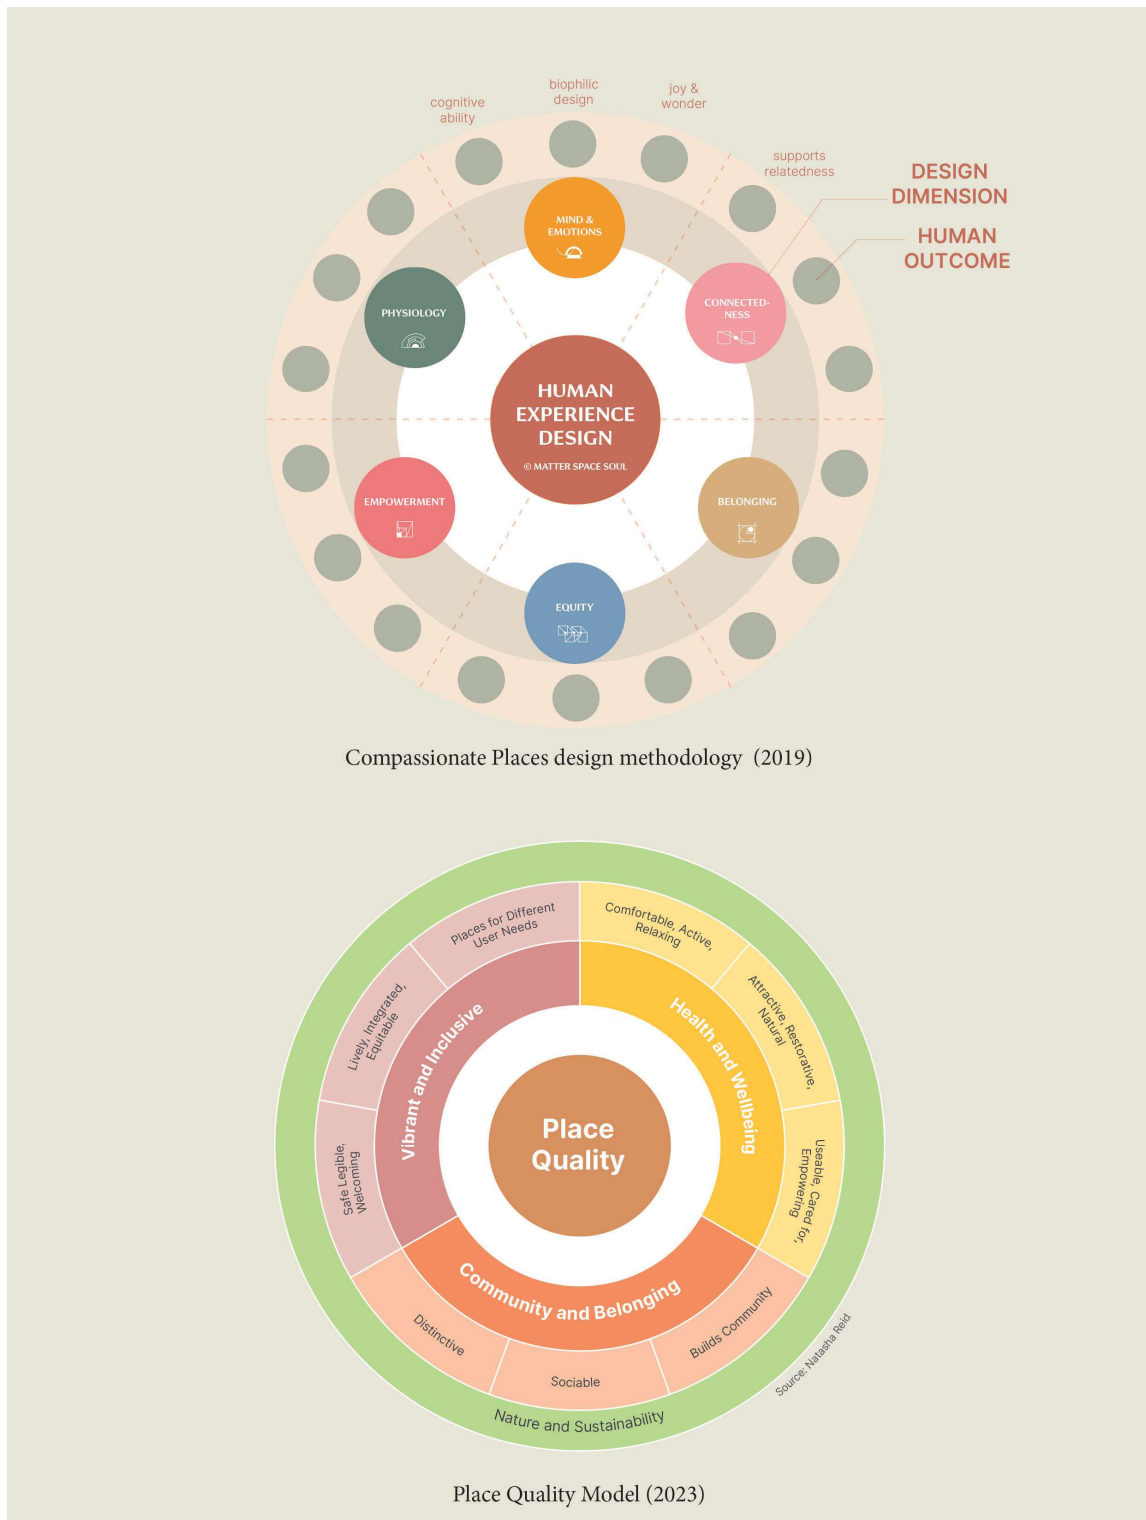 cognitive
ability
biophilic
design
joy &
wonder
supports
relatedness
DESIGN
DIMENSION
HUMAN
OUTCOME
MIND &
EMOTIONS
PHYSIOLOGY
CONNECTED-
NESS
HUMAN
EXPERIENCE
DESIGN
© MATTER SPACE SOUL
EMPOWERMENT
BELONGING
EQUITY
Compassionate Places design methodology (2019)
Places for Different
User Needs
Comfortable, Active,
Relaxing
Lively, Integrated,
Equitable
Attractive, Restorative,
Natural
Vibrant and Inclusive
Health and Wellbeing
Place
Quality
Safe Legible,
Welcoming
Useable, Cared for,
Empowering
Community and Belonging
Distinctive
Sociable
Builds Community
Source: Natasha Reid
Nature and Sustainability
Place Quality Model (2023)